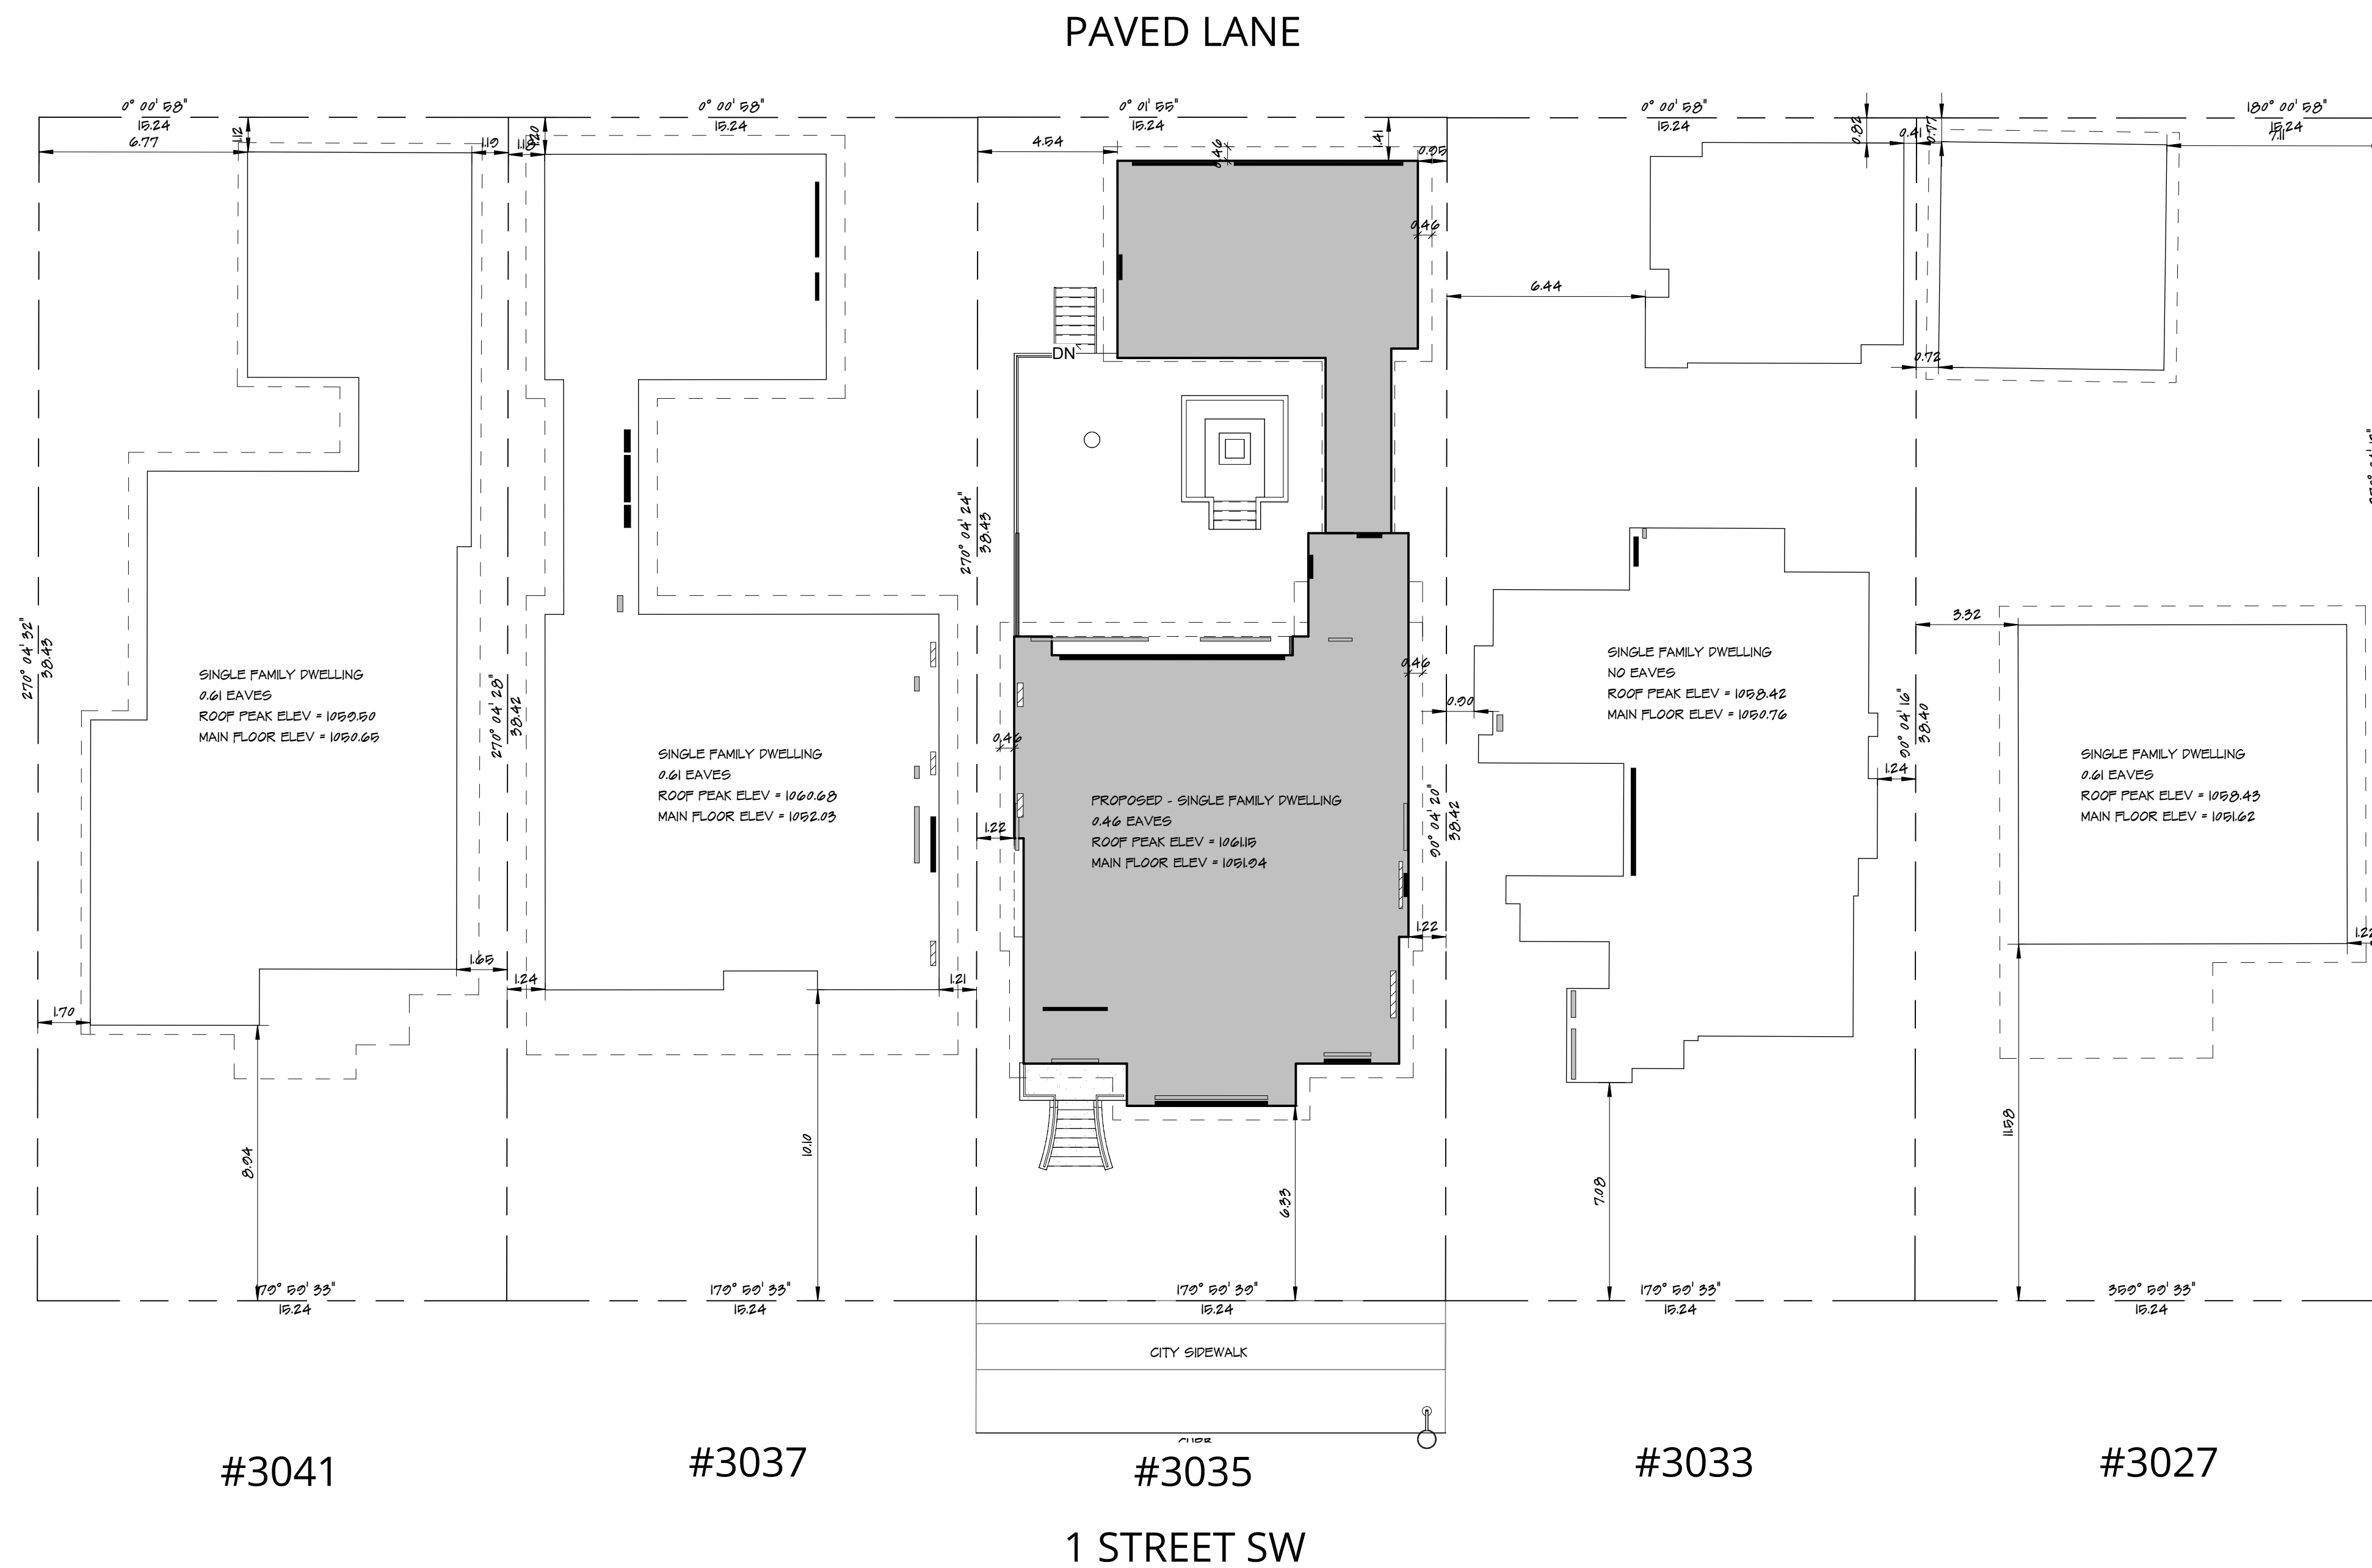 PAVED LANE
0° 00' 58"
15.24
0° 00' 58"
15.24
0° 01' 55"
15.24
0° 00' 58"
15.24
180° 00' 58"
15.24
7.11
6.77
1.12
1.19
1.20
4.54
0.46
1.41
0.95
0.82
0.41
0.77
0.46
6.44
DN
0.72
270° 04' 32"
38.43
270° 04' 28"
38.42
270° 04' 24"
38.43
90° 04' 20"
38.42
90° 04' 16"
38.40
3.32
SINGLE FAMILY DWELLING
0.61 EAVES
ROOF PEAK ELEV = 1059.50
MAIN FLOOR ELEV = 1050.65
SINGLE FAMILY DWELLING
0.61 EAVES
ROOF PEAK ELEV = 1060.68
MAIN FLOOR ELEV = 1052.03
PROPOSED - SINGLE FAMILY DWELLING
0.46 EAVES
ROOF PEAK ELEV = 1061.15
MAIN FLOOR ELEV = 1051.94
SINGLE FAMILY DWELLING
NO EAVES
ROOF PEAK ELEV = 1058.42
MAIN FLOOR ELEV = 1050.76
SINGLE FAMILY DWELLING
0.61 EAVES
ROOF PEAK ELEV = 1058.43
MAIN FLOOR ELEV = 1051.62
0.46
0.46
0.90
1.24
1.22
1.22
1.22
1.65
1.24
1.21
1.70
8.94
10.10
6.33
7.08
11.58
179° 59' 33"
15.24
179° 59' 33"
15.24
179° 59' 39"
15.24
179° 59' 33"
15.24
359° 59' 33"
15.24
CITY SIDEWALK
#3041
#3037
#3035
#3033
#3027
1 STREET SW